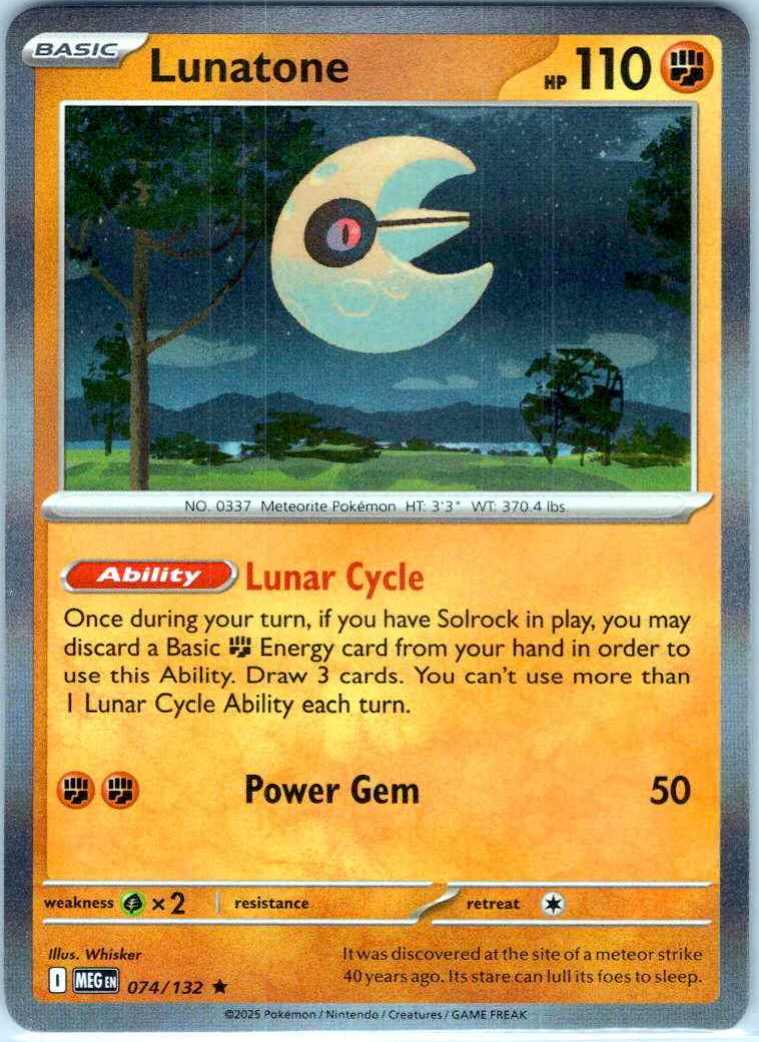 BASIC Lunatone HP 110
NO. 0337 Meteorite Pokémon HT: 3'3" WT: 370.4 lbs.
Ability Lunar Cycle
Once during your turn, if you have Solrock in play, you may
discard a Basic Energy card from your hand in order to
use this Ability. Draw 3 cards. You can't use more than
1 Lunar Cycle Ability each turn.
Power Gem 50
weakness ×2 resistance retreat
Illus. Whisker
It was discovered at the site of a meteor strike
40 years ago. Its stare can lull its foes to sleep.
I MEG EN 074/132 ★
©2025 Pokémon / Nintendo / Creatures / GAME FREAK